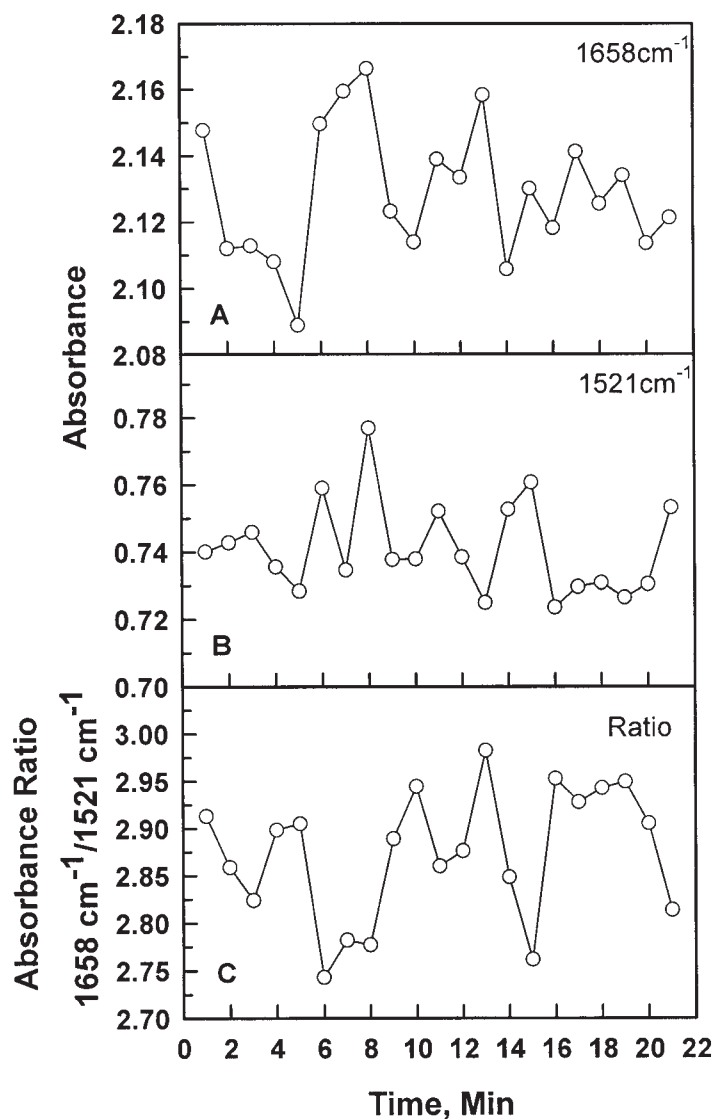 2.18
1658cm⁻¹
2.16
2.14
2.12
2.10
A
2.08
Absorbance
1521cm⁻¹
0.78
0.76
0.74
0.72
B
0.70
Absorbance Ratio
1658 cm⁻¹/1521 cm⁻¹
Ratio
3.00
2.95
2.90
2.85
2.80
2.75
C
2.70
0 2 4 6 8 10 12 14 16 18 20 22
Time, Min